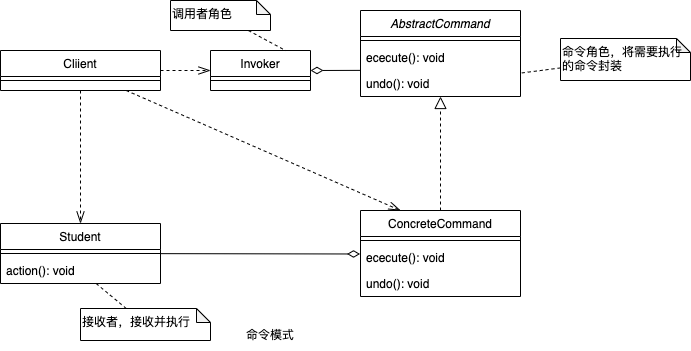 调用者角色
AbstractCommand
ececute(): void
undo(): void
命令角色，将需要执行
的命令封装
Cliient
Invoker
Student
action(): void
ConcreteCommand
ececute(): void
undo(): void
接收者，接收并执行
命令模式